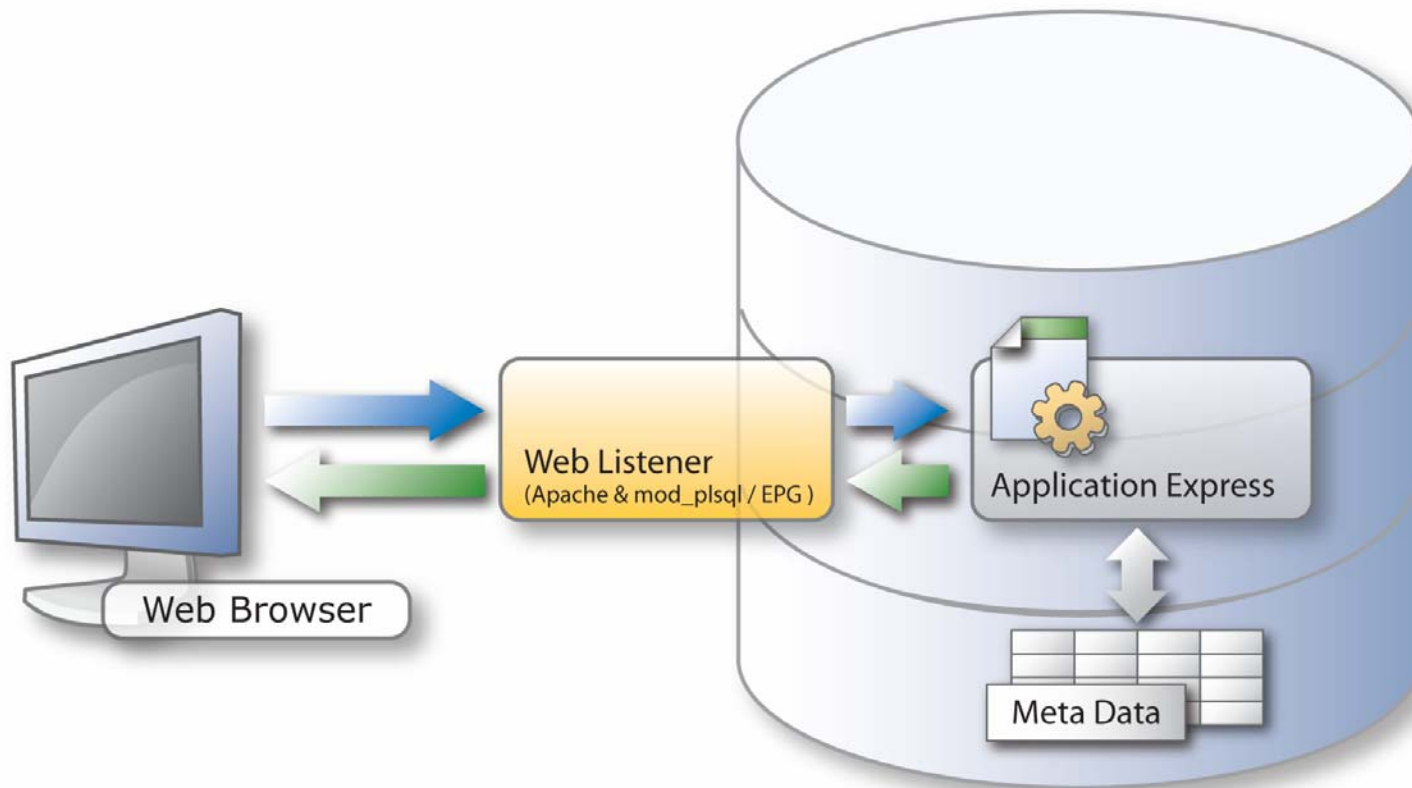 Web Listener
(Apache & mod_plsql / EPG )
Application Express
Web Browser
Meta Data